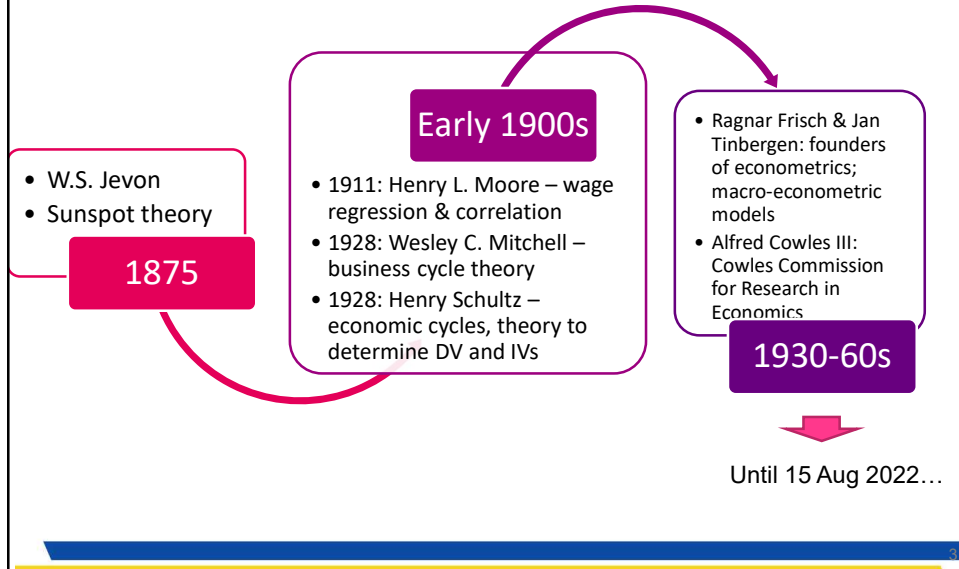 • W.S. Jevon
• Sunspot theory
1875
Early 1900s
• 1911: Henry L. Moore – wage
regression & correlation
• 1928: Wesley C. Mitchell –
business cycle theory
• 1928: Henry Schultz –
economic cycles, theory to
determine DV and IVs
• Ragnar Frisch & Jan
Tinbergen: founders
of econometrics;
macro-econometric
models
• Alfred Cowles III:
Cowles Commission
for Research in
Economics
1930-60s
Until 15 Aug 2022…
3